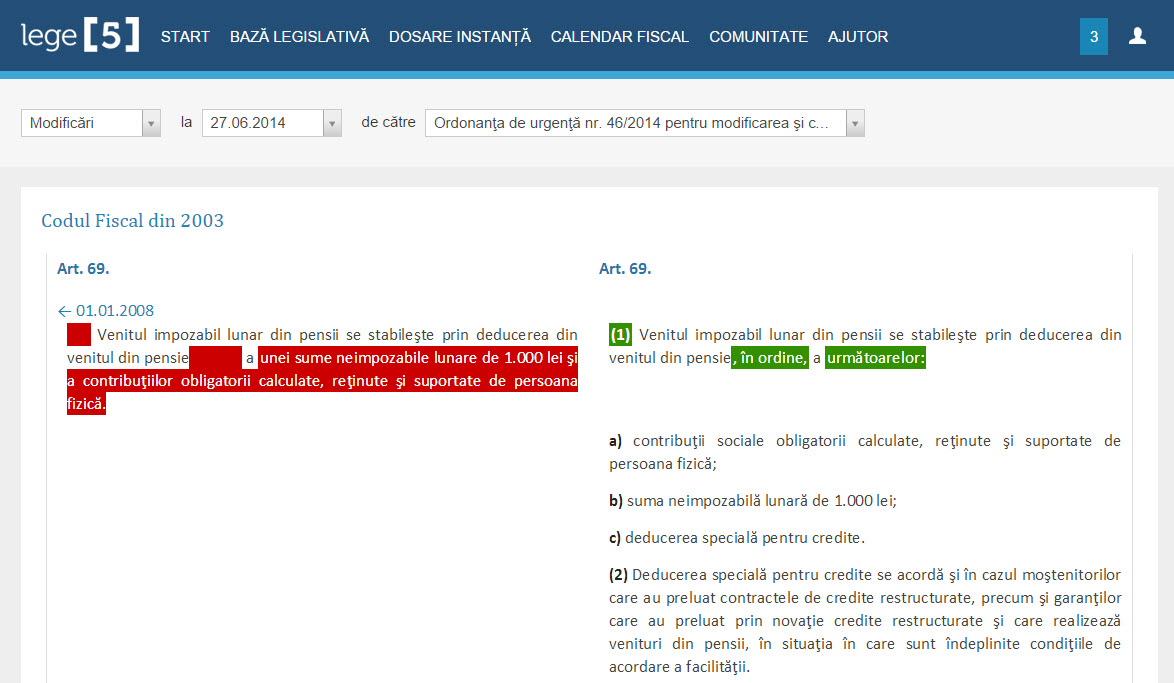 lege [5] START BAZĂ LEGISLATIVĂ DOSARE INSTANȚĂ CALENDAR FISCAL COMUNITATE AJUTOR 3
Modificări la 27.06.2014 de către Ordonanţa de urgenţă nr. 46/2014 pentru modificarea şi c...
Codul Fiscal din 2003
Art. 69.
← 01.01.2008
Venitul impozabil lunar din pensii se stabileşte prin deducerea din
venitul din pensie a unei sume neimpozabile lunare de 1.000 lei şi
a contribuţiilor obligatorii calculate, reţinute şi suportate de persoana
fizică.
Art. 69.
(1) Venitul impozabil lunar din pensii se stabileşte prin deducerea din
venitul din pensie, în ordine, a următoarelor:
a) contribuţii sociale obligatorii calculate, reţinute şi suportate de
persoana fizică;
b) suma neimpozabilă lunară de 1.000 lei;
c) deducerea specială pentru credite.
(2) Deducerea specială pentru credite se acordă şi în cazul moştenitorilor
care au preluat contractele de credite restructurate, precum şi garanţilor
care au preluat prin novaţie credite restructurate şi care realizează
venituri din pensii, în situaţia în care sunt îndeplinite condiţiile de
acordare a facilităţii.